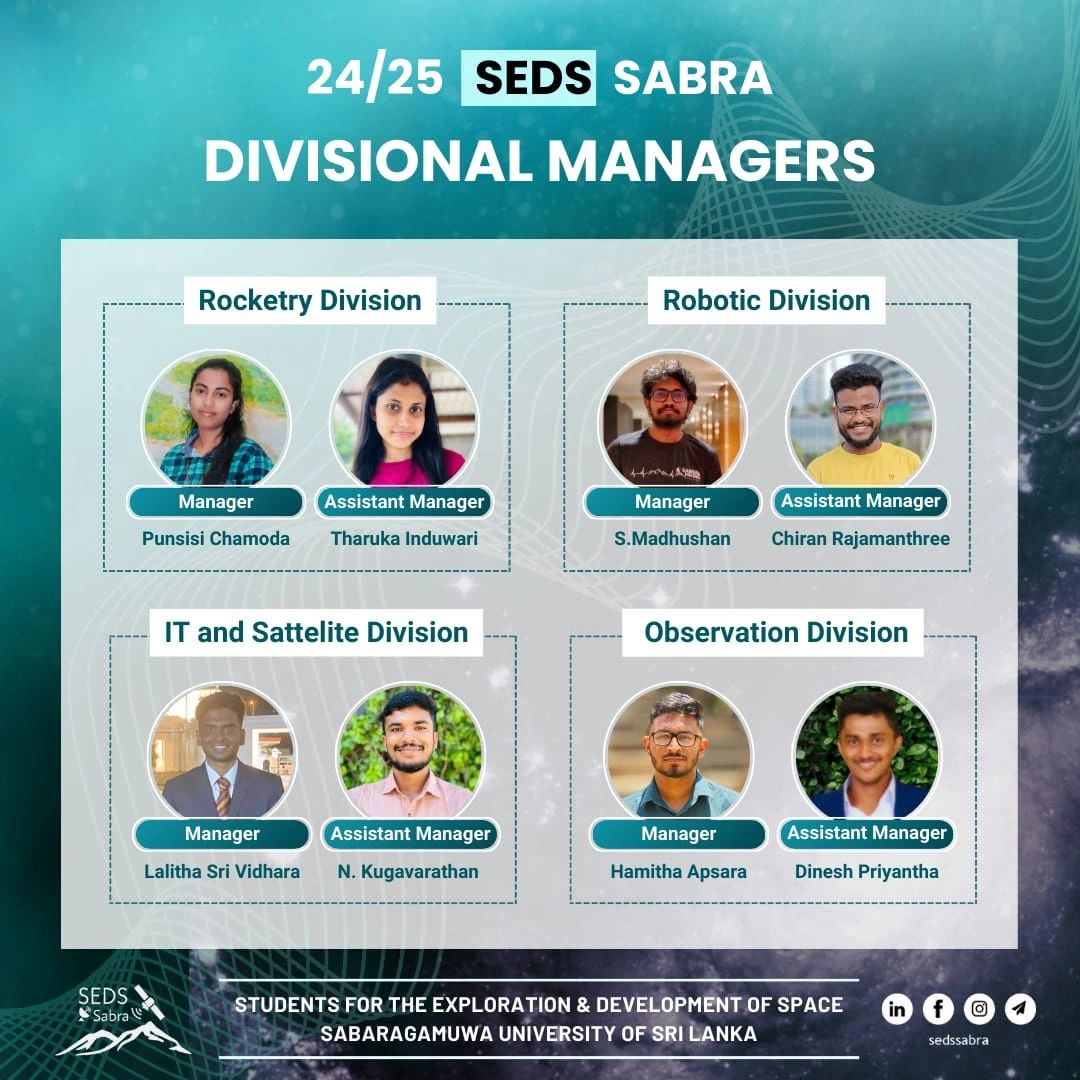 24/25 SEDS SABRA
DIVISIONAL MANAGERS
Rocketry Division
Manager
Punsisi Chamoda
Assistant Manager
Tharuka Induwari
Robotic Division
Manager
S.Madhushan
Assistant Manager
Chiran Rajamanthree
IT and Sattelite Division
Manager
Lalitha Sri Vidhara
Assistant Manager
N. Kugavarathan
Observation Division
Manager
Hamitha Apsara
Assistant Manager
Dinesh Priyantha
SEDS
Sabra
STUDENTS FOR THE EXPLORATION & DEVELOPMENT OF SPACE
SABARAGAMUWA UNIVERSITY OF SRI LANKA
sedssabra